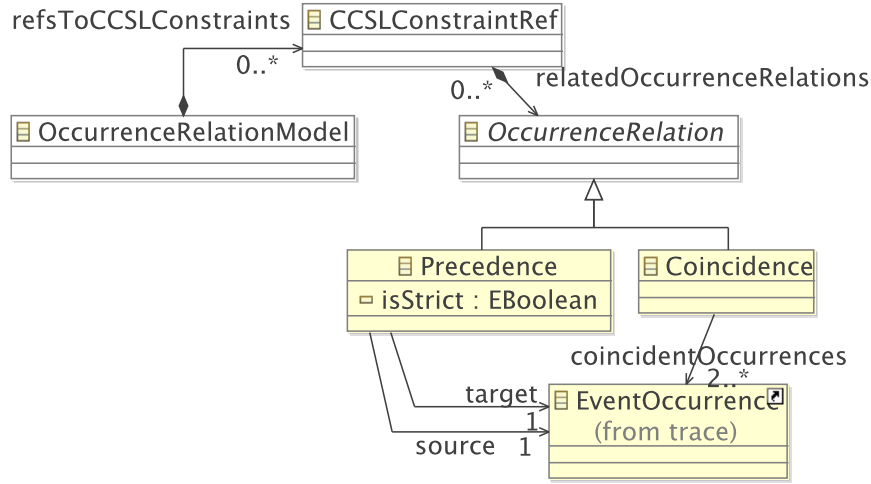 refsToCCSLConstraints
CCSLConstraintRef
0..*
relatedOccurrenceRelations
0..*
OccurrenceRelationModel
OccurrenceRelation
Precedence
Coincidence
isStrict : EBoolean
coincidentOccurrences
2..*
target
EventOccurrence
1
(from trace)
source
1